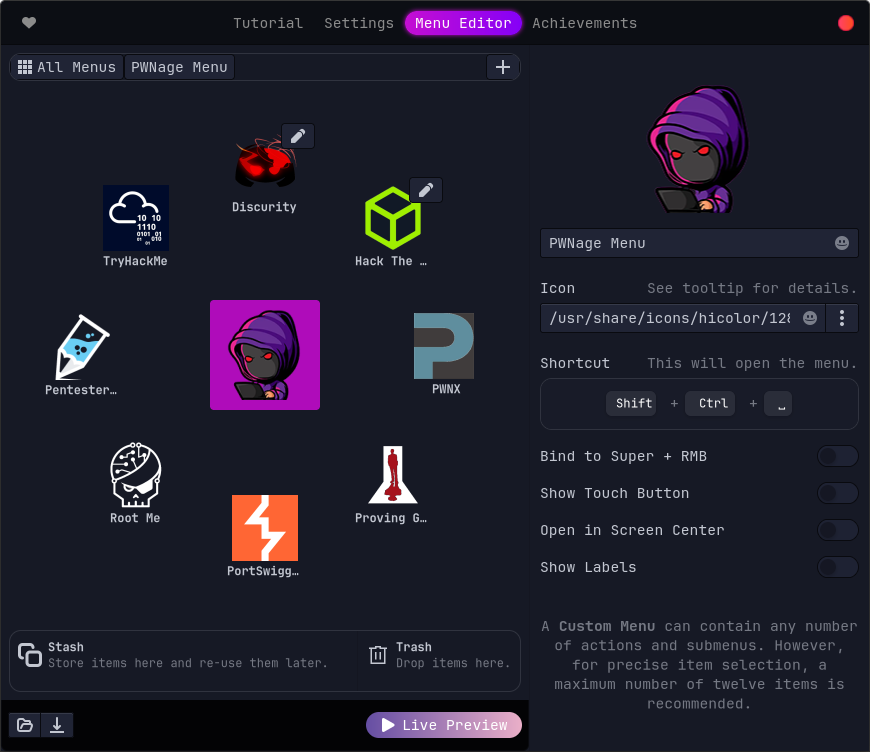 Tutorial Settings Menu Editor Achievements
All Menus PWNage Menu
Discurity
TryHackMe
10 10
1110
0101 01
01 010
01
Hack The …
Pentester…
PWNX
Root Me
Proving G…
PortSwigg…
Stash
Store items here and re-use them later.
Trash
Drop items here.
Live Preview
PWNage Menu
Icon See tooltip for details.
/usr/share/icons/hicolor/128
Shortcut This will open the menu.
Shift + Ctrl + ␣
Bind to Super + RMB
Show Touch Button
Open in Screen Center
Show Labels
A Custom Menu can contain any number
of actions and submenus. However,
for precise item selection, a
maximum number of twelve items is
recommended.